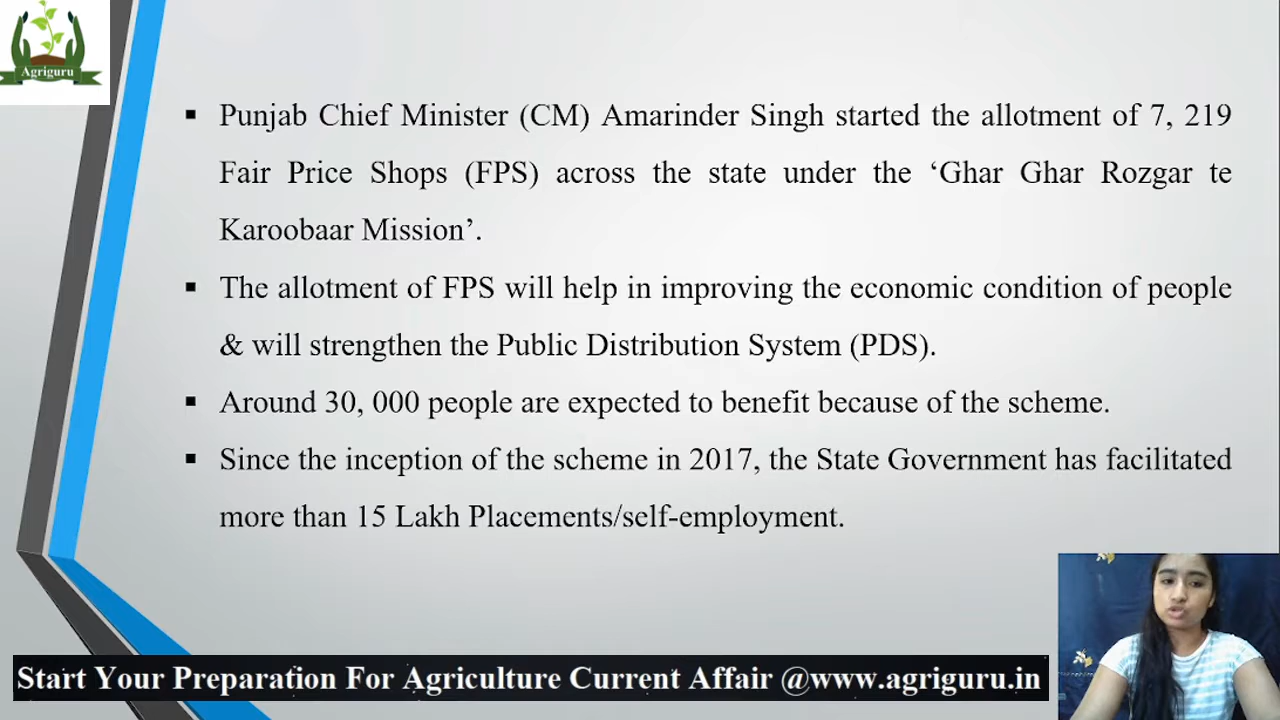 Agriguru
▪ Punjab Chief Minister (CM) Amarinder Singh started the allotment of 7, 219
Fair Price Shops (FPS) across the state under the ‘Ghar Ghar Rozgar te
Karoobaar Mission’.
▪ The allotment of FPS will help in improving the economic condition of people
& will strengthen the Public Distribution System (PDS).
▪ Around 30, 000 people are expected to benefit because of the scheme.
▪ Since the inception of the scheme in 2017, the State Government has facilitated
more than 15 Lakh Placements/self-employment.
Start Your Preparation For Agriculture Current Affair @www.agriguru.in